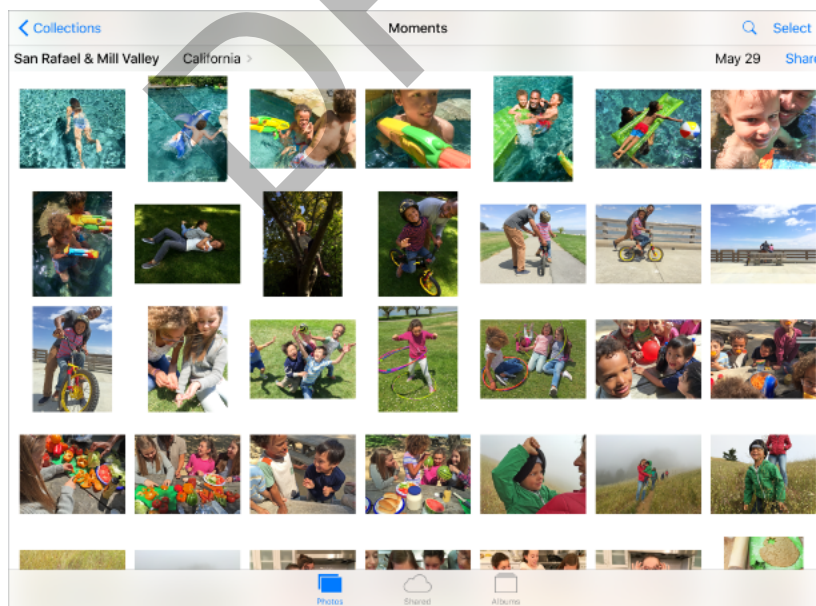 Collections
Moments
Select
San Rafael & Mill Valley California
May 29
Share
Photos
Shared
Albums